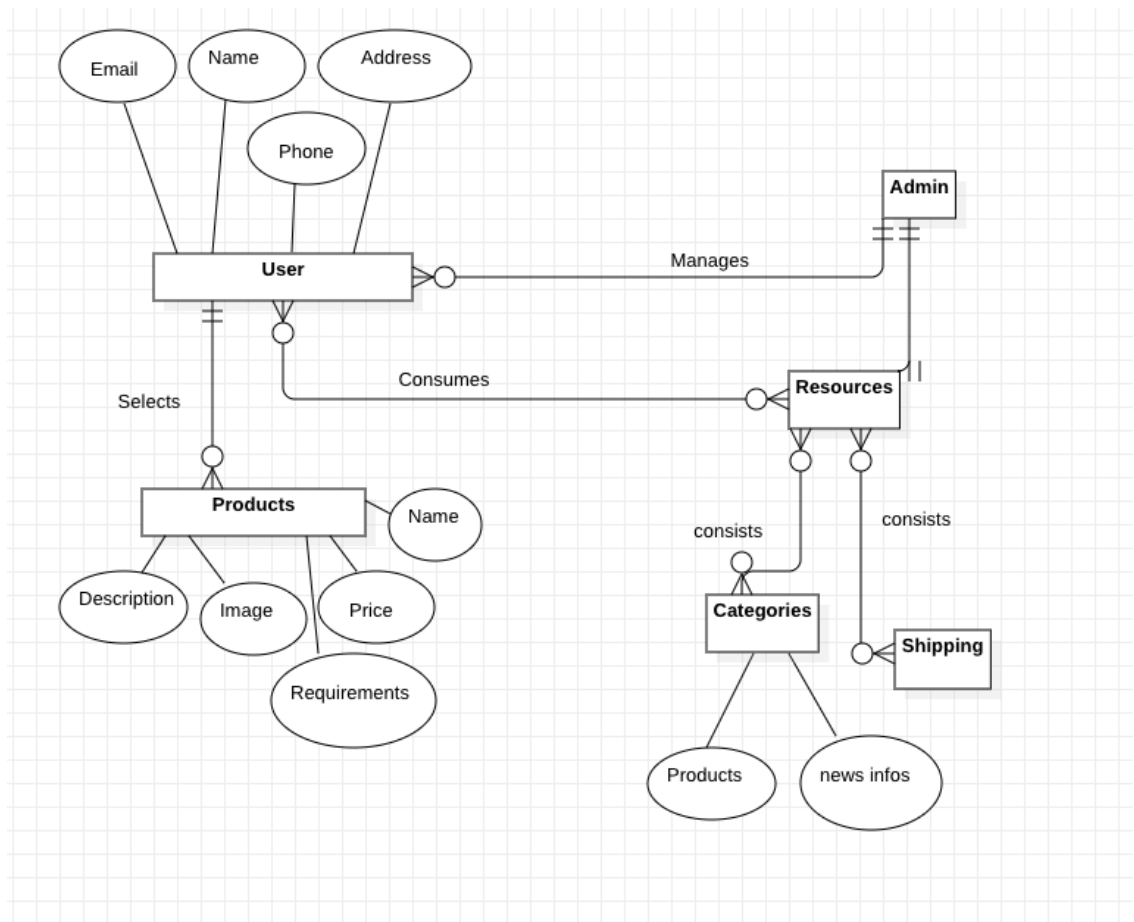 Email
Name
Address
Phone
Admin
User
Manages
Consumes
Resources
Selects
Products
Name
consists
consists
Description
Image
Price
Categories
Shipping
Requirements
Products
news infos